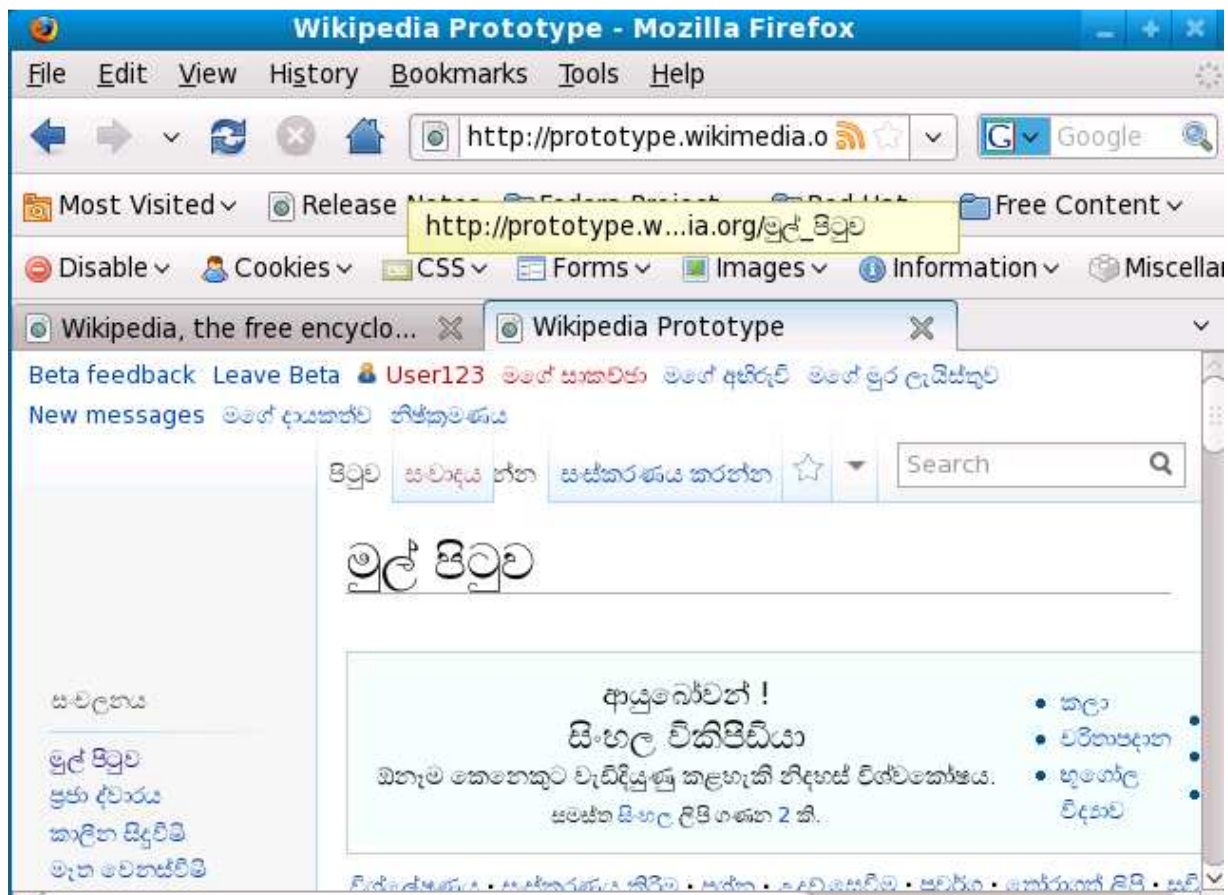 Wikipedia Prototype - Mozilla Firefox
File Edit View History Bookmarks Tools Help
http://prototype.wikimedia.o G Google
Most Visited Release Free Content
http://prototype.w...ia.org/මුල්_පිටුව
Disable Cookies CSS Forms Images Information Miscellan
Wikipedia, the free encyclo... Wikipedia Prototype
Beta feedback Leave Beta User123 මගේ සාකච්ඡා මගේ අභිරුචි මගේ මුර ලැයිස්තුව
New messages මගේ දායකත්ව නිෂ්ක්‍රමණය
පිටුව සංවාදය න්න සංස්කරණය කරන්න Search
මුල් පිටුව
ආයුබෝවන් !
සිංහල විකිපීඩියා
ඕනෑම කෙනෙකුට වැඩිදියුණු කළහැකි නිදහස් විශ්වකෝෂය.
සමස්ත සිංහල ලිපි ගණන 2 කි.
• කලා
• චරිතාපදාන
• භූගෝල
විද්‍යාව
සංචලනය
මුල් පිටුව
ප්‍රජා ද්වාරය
කාලීන සිදුවීම්
මෑත වෙනස්වීම්